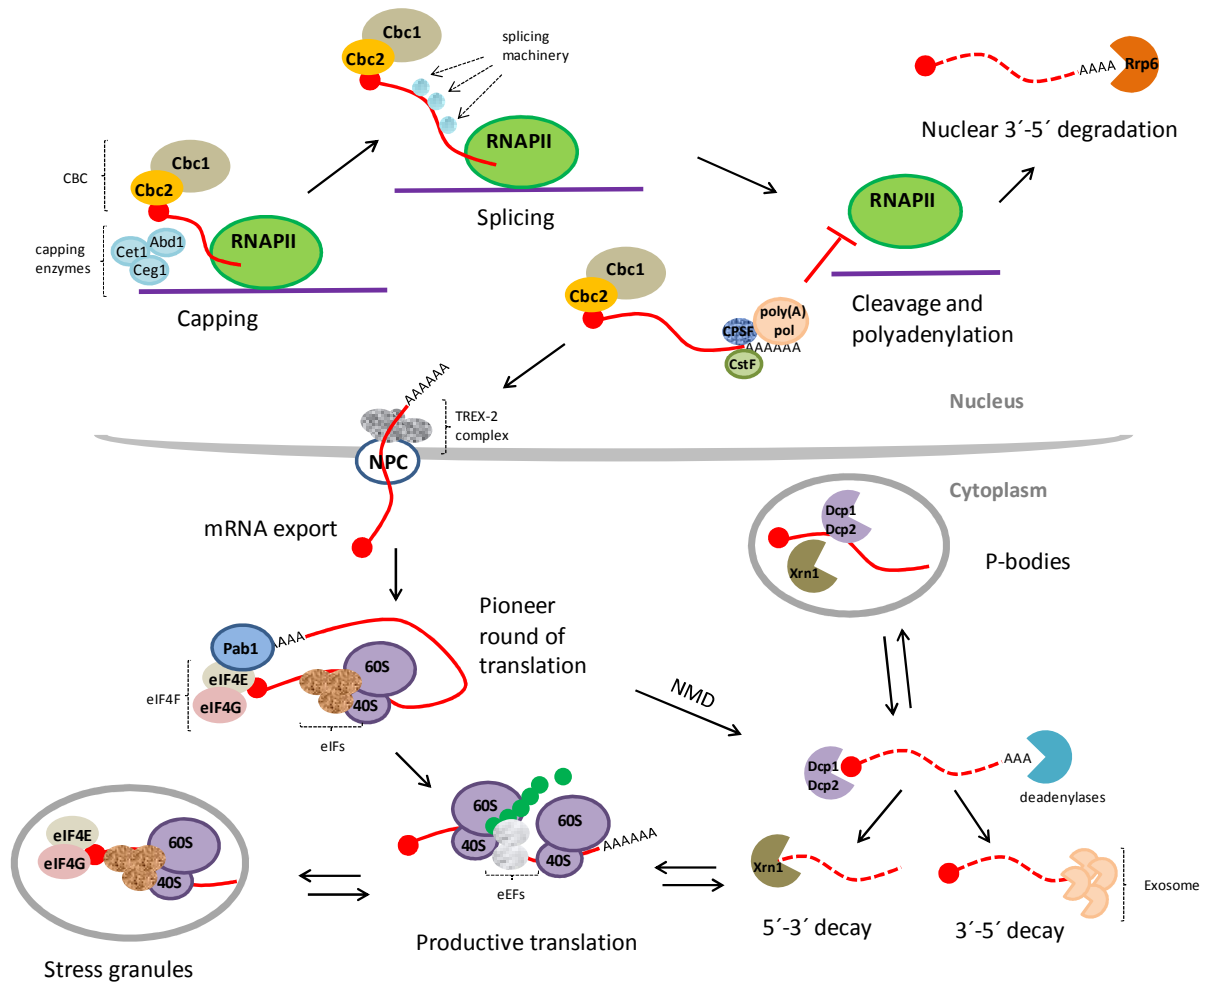 Cbc1
Cbc2
splicing
machinery
RNAPII
Splicing
AAAA
Rrp6
Nuclear 3´-5´ degradation
CBC
Cbc1
Cbc2
capping
enzymes
Cet1
Abd1
Ceg1
RNAPII
Capping
RNAPII
Cleavage and
polyadenylation
Cbc1
Cbc2
CPSF
poly(A)
pol
AAAAAA
CstF
AAAAAA
TREX-2
complex
NPC
Nucleus
Cytoplasm
mRNA export
Dcp1
Dcp2
Xrn1
P-bodies
Pioneer
round of
translation
Pab1
AAAA
eIF4F
eIF4E
eIF4G
60S
40S
eIFs
NMD
Dcp1
Dcp2
AAA
deadenylases
60S
40S
60S
40S
AAAAAA
eEFs
Productive translation
eIF4E
eIF4G
60S
40S
Stress granules
Xrn1
5´-3´ decay
3´-5´ decay
Exosome